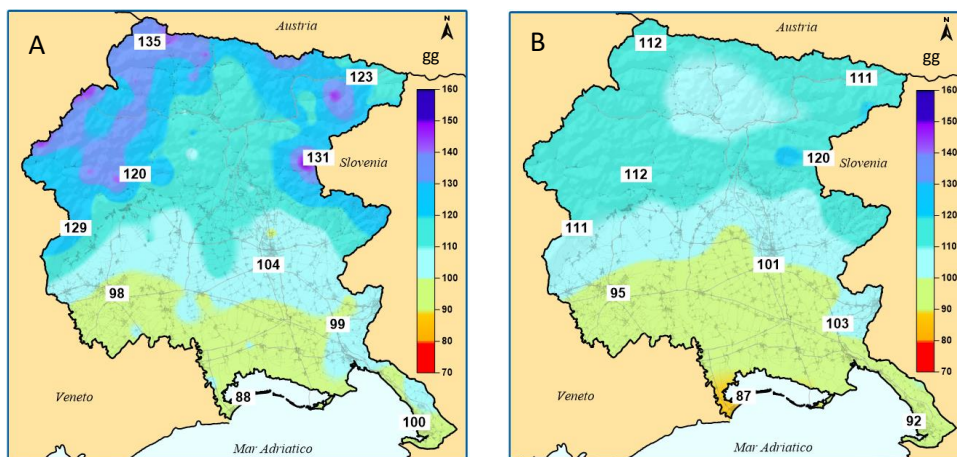 A
Austria
N
135
gg
123
160
150
140
131
Slovenia
130
120
120
129
110
104
100
98
99
90
80
70
Veneto
88
100
Mar Adriatico
B
Austria
N
112
gg
111
160
150
140
120
Slovenia
130
112
120
111
110
101
100
95
103
90
80
70
Veneto
87
92
Mar Adriatico